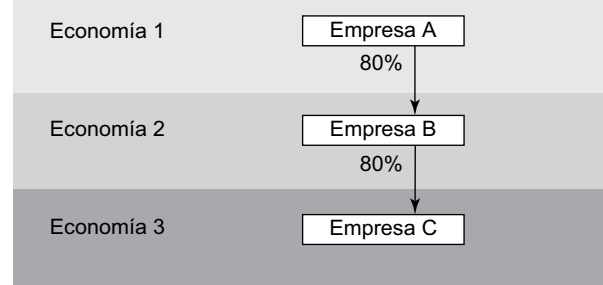 Economía 1
Empresa A
80%
Economía 2
Empresa B
80%
Economía 3
Empresa C